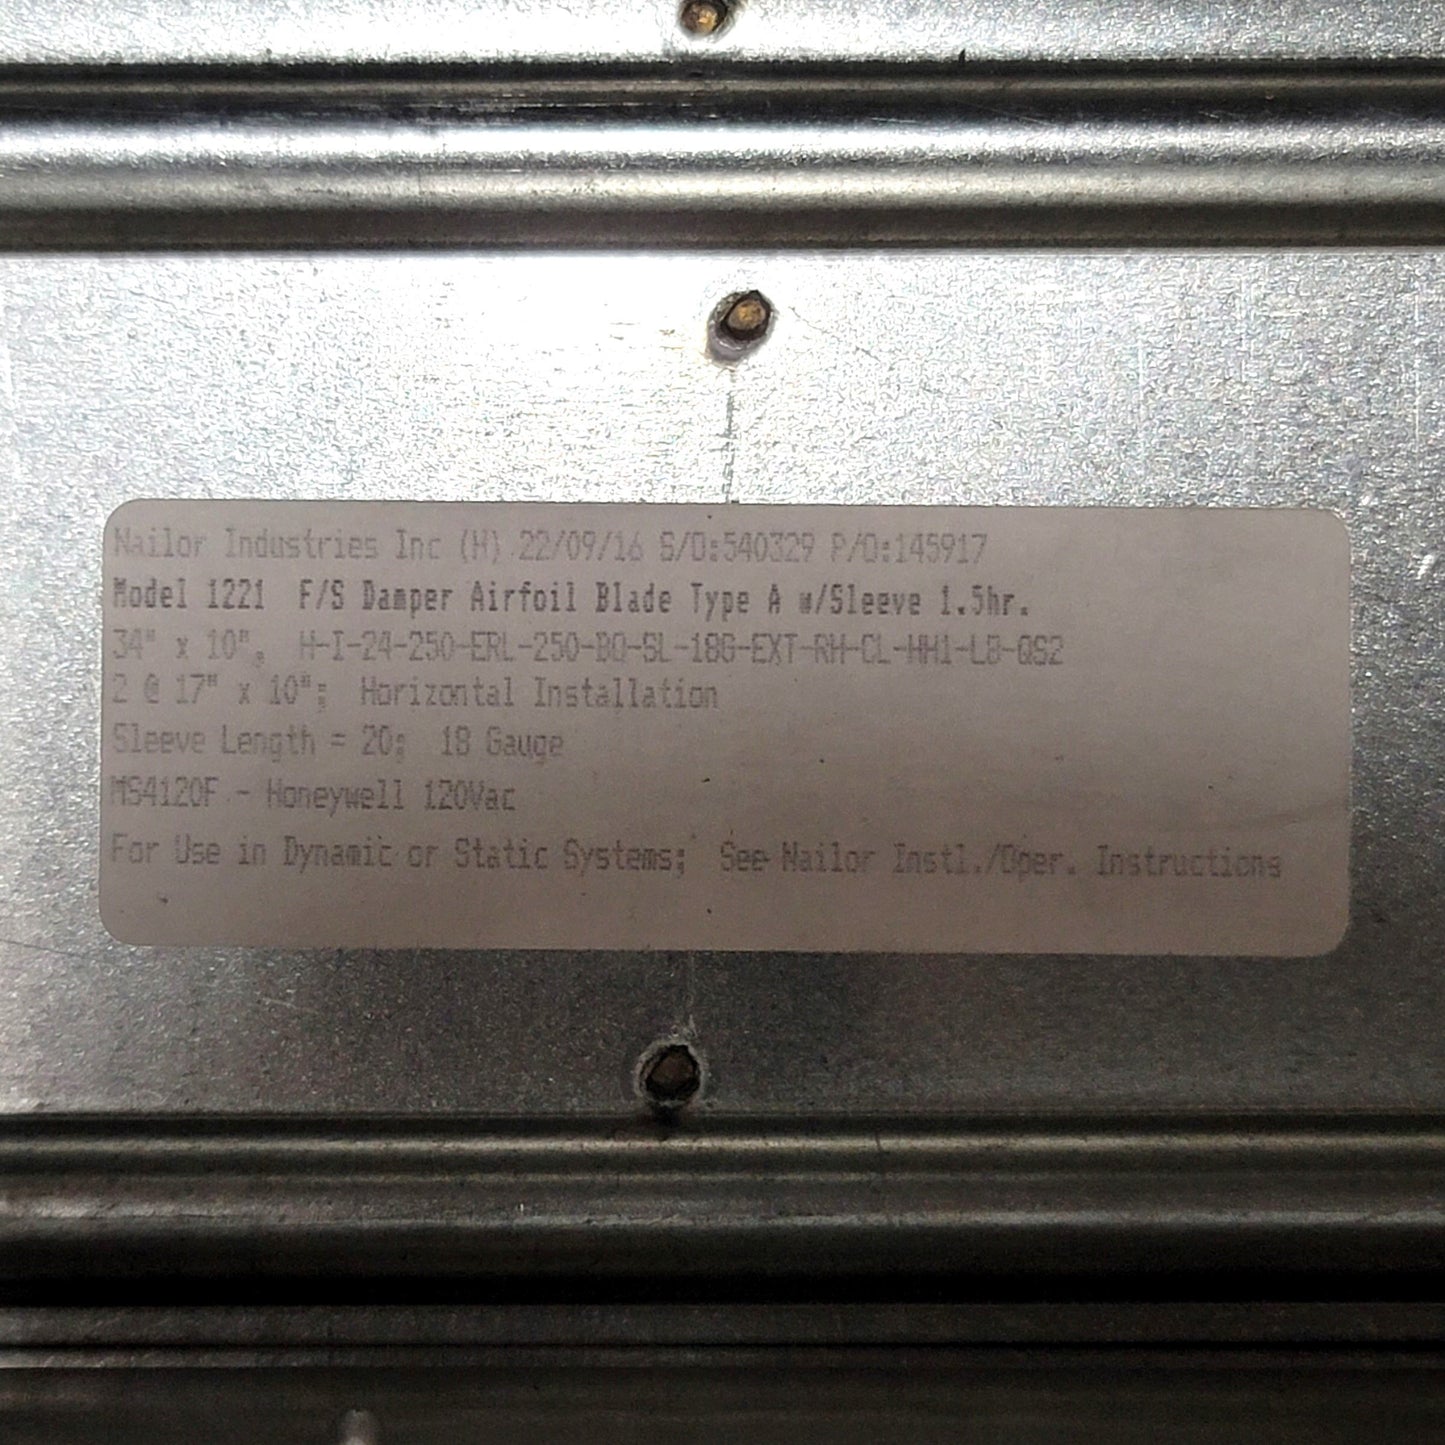 Nailor Industries Inc (H) 22/09/16 S/O:540329 P/O:145917
Model 1221 F/S Damper Airfoil Blade Type A w/Sleeve 1.5hr.
34" x 10", H-I-24-250-ERL-250-BO-SL-18G-EXT-RH-CL-HH1-LB-QS2
2 @ 17" x 10"; Horizontal Installation
Sleeve Length = 20; 18 Gauge
MS4120F - Honeywell 120Vac
For Use in Dynamic or Static Systems; See Nailor Instl./Oper. Instructions